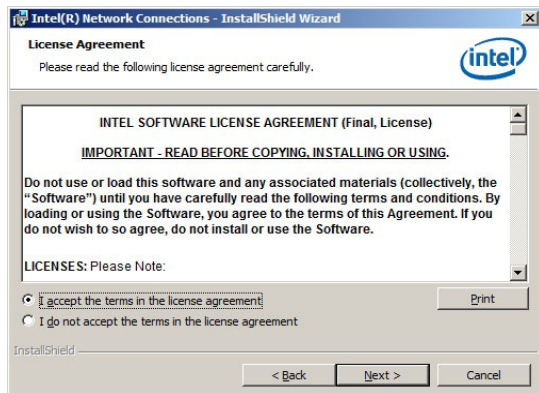 Intel(R) Network Connections - InstallShield Wizard
License Agreement
Please read the following license agreement carefully.
intel
INTEL SOFTWARE LICENSE AGREEMENT (Final, License)
IMPORTANT - READ BEFORE COPYING, INSTALLING OR USING.
Do not use or load this software and any associated materials (collectively, the
“Software”) until you have carefully read the following terms and conditions. By
loading or using the Software, you agree to the terms of this Agreement. If you
do not wish to so agree, do not install or use the Software.
LICENSES: Please Note:
I accept the terms in the license agreement
Print
I do not accept the terms in the license agreement
InstallShield
< Back
Next >
Cancel